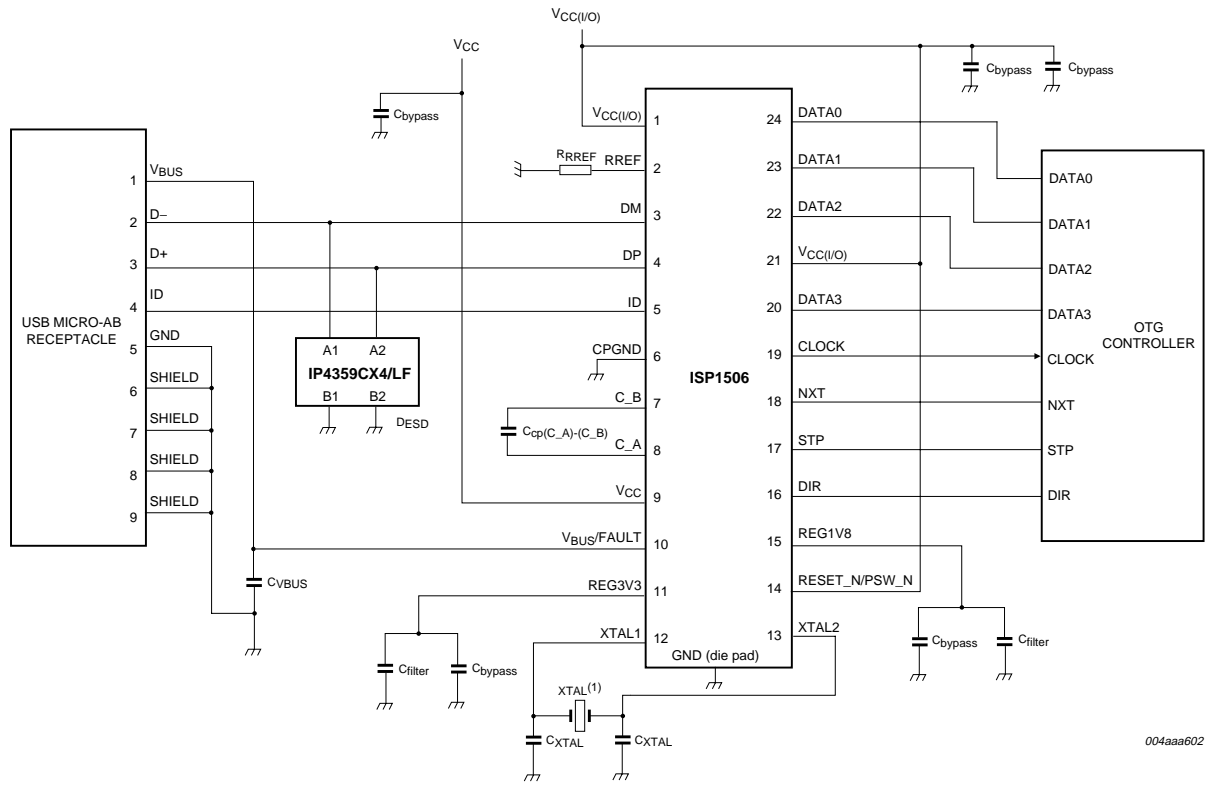 VCC(I/O)
VCC
Cbypass
Cbypass
Cbypass
USB MICRO-AB
RECEPTACLE
1 VBUS
2 D−
3 D+
4 ID
5 GND
6 SHIELD
7 SHIELD
8 SHIELD
9 SHIELD
CVBUS
A1 A2
IP4359CX4/LF
B1 B2
DESD
RRREF
Ccp(C_A)-(C_B)
ISP1506
VCC(I/O) 1
RREF 2
DM 3
DP 4
ID 5
CPGND 6
C_B 7
C_A 8
VCC 9
VBUS/FAULT 10
REG3V3 11
XTAL1 12
GND (die pad)
24 DATA0
23 DATA1
22 DATA2
21 VCC(I/O)
20 DATA3
19 CLOCK
18 NXT
17 STP
16 DIR
15 REG1V8
14 RESET_N/PSW_N
13 XTAL2
DATA0
DATA1
DATA2
DATA3
CLOCK
NXT
STP
DIR
OTG
CONTROLLER
Cfilter
Cbypass
XTAL(1)
CXTAL
CXTAL
Cbypass
Cfilter
004aaa602